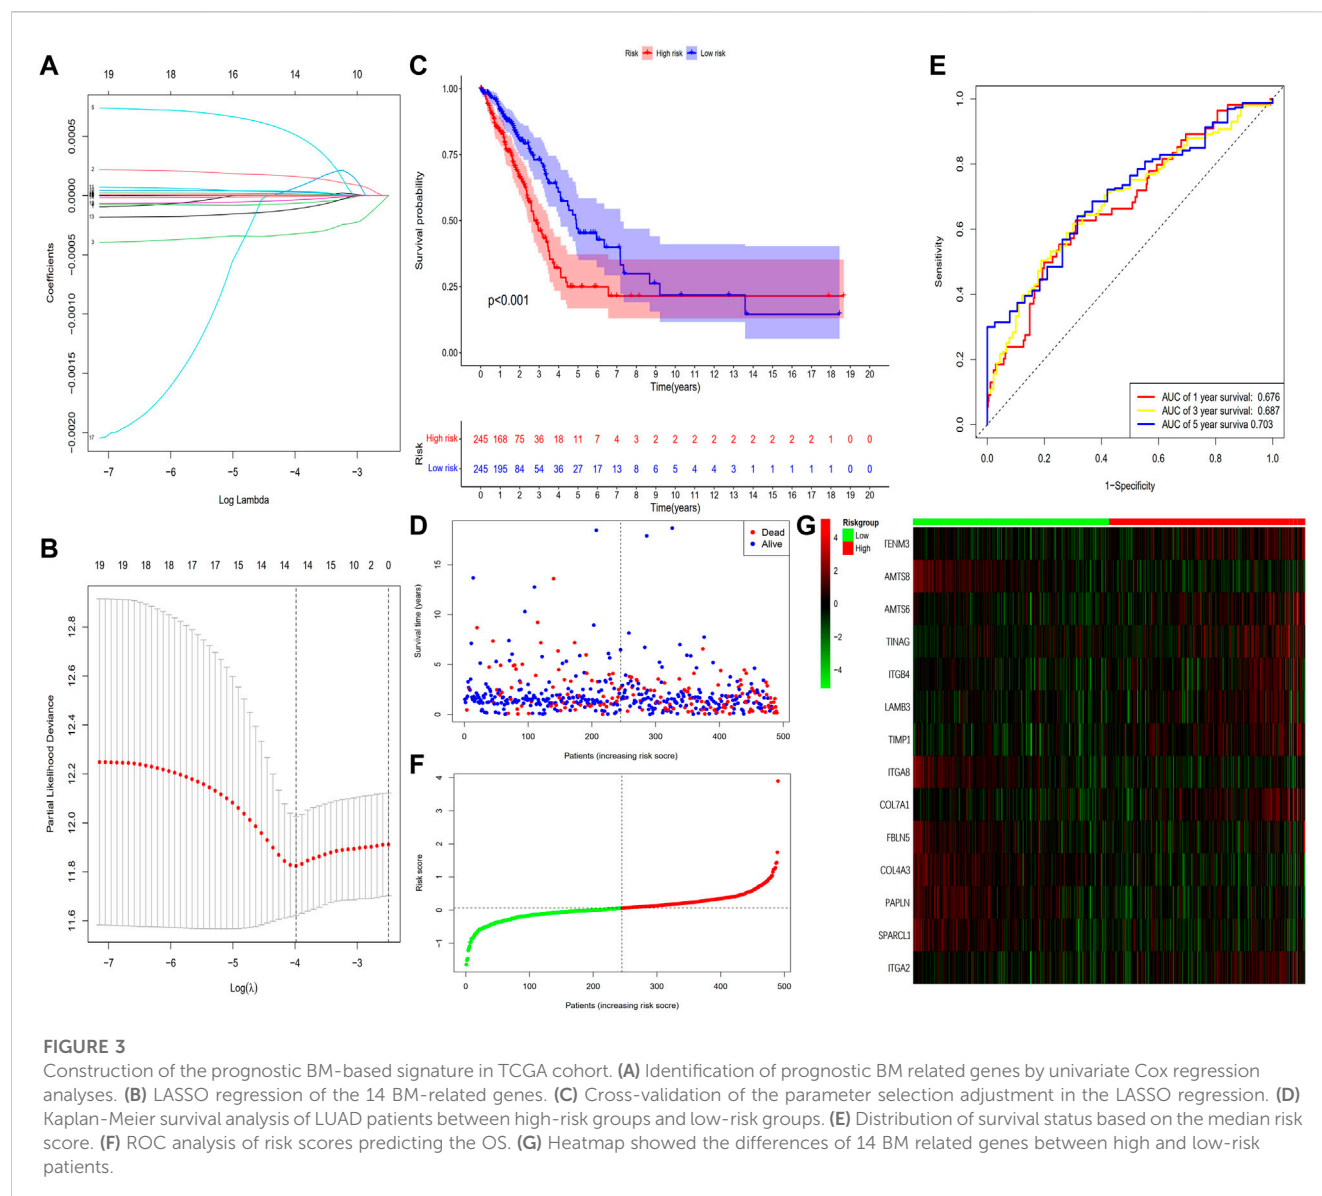 A
19 18 16 14 10
Coefficients
0.0005
0.0000
−0.0005
−0.0010
−0.0015
−0.0020
6
2
13
3
17
−7 −6 −5 −4 −3
Log Lambda
B
19 19 18 18 17 17 15 14 14 14 15 10 2 0
Partial Likelihood Deviance
12.8
12.6
12.4
12.2
12.0
11.8
11.6
−7 −6 −5 −4 −3
Log(λ)
C
Risk High risk Low risk
Survival probability
1.00
0.75
0.50
0.25
0.00
p<0.001
0 1 2 3 4 5 6 7 8 9 10 11 12 13 14 15 16 17 18 19 20
Time(years)
Risk
High risk 245 168 75 36 18 11 7 4 3 2 2 2 2 2 2 2 2 2 1 0 0
Low risk 245 195 84 54 36 27 17 13 8 6 5 4 4 3 1 1 1 1 1 0 0
0 1 2 3 4 5 6 7 8 9 10 11 12 13 14 15 16 17 18 19 20
Time(years)
D
Dead
Alive
Survival time (years)
15
10
5
0
0 100 200 300 400 500
Patients (increasing risk socre)
F
Risk score
4
3
2
1
0
−1
0 100 200 300 400 500
Patients (increasing risk socre)
E
Sensitivity
1.0
0.8
0.6
0.4
0.2
0.0
AUC of 1 year survival: 0.676
AUC of 3 year survival: 0.687
AUC of 5 year surviva 0.703
0.0 0.2 0.4 0.6 0.8 1.0
1−Specificity
G
4
2
0
−2
−4
Riskgroup
Low
High
TENM3
AMTS8
AMTS6
TINAG
ITGB4
LAMB3
TIMP1
ITGA8
COL7A1
FBLN5
COL4A3
PAPLN
SPARCL1
ITGA2
FIGURE 3
Construction of the prognostic BM-based signature in TCGA cohort. (A) Identification of prognostic BM related genes by univariate Cox regression
analyses. (B) LASSO regression of the 14 BM-related genes. (C) Cross-validation of the parameter selection adjustment in the LASSO regression. (D)
Kaplan-Meier survival analysis of LUAD patients between high-risk groups and low-risk groups. (E) Distribution of survival status based on the median risk
score. (F) ROC analysis of risk scores predicting the OS. (G) Heatmap showed the differences of 14 BM related genes between high and low-risk
patients.